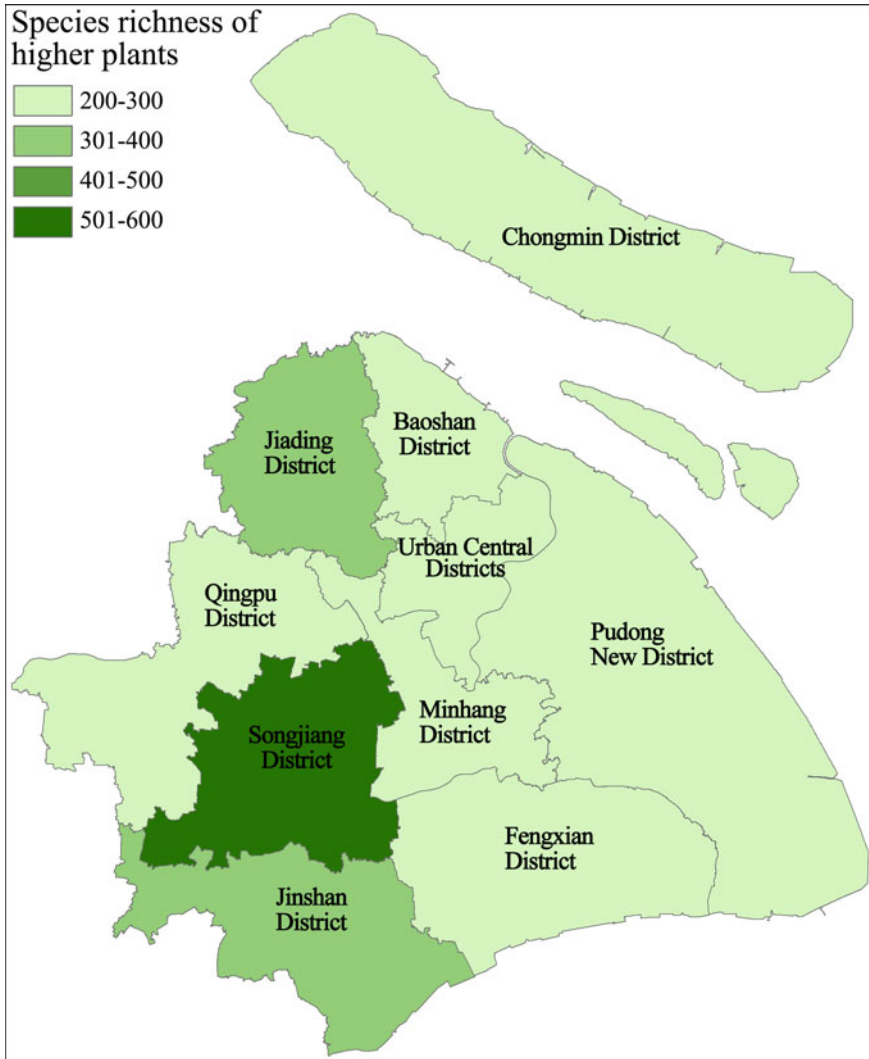 Species richness of
higher plants
200-300
301-400
401-500
501-600
Chongmin District
Jiading
District
Baoshan
District
Urban Central
Districts
Qingpu
District
Pudong
New District
Songjiang
District
Minhang
District
Fengxian
District
Jinshan
District